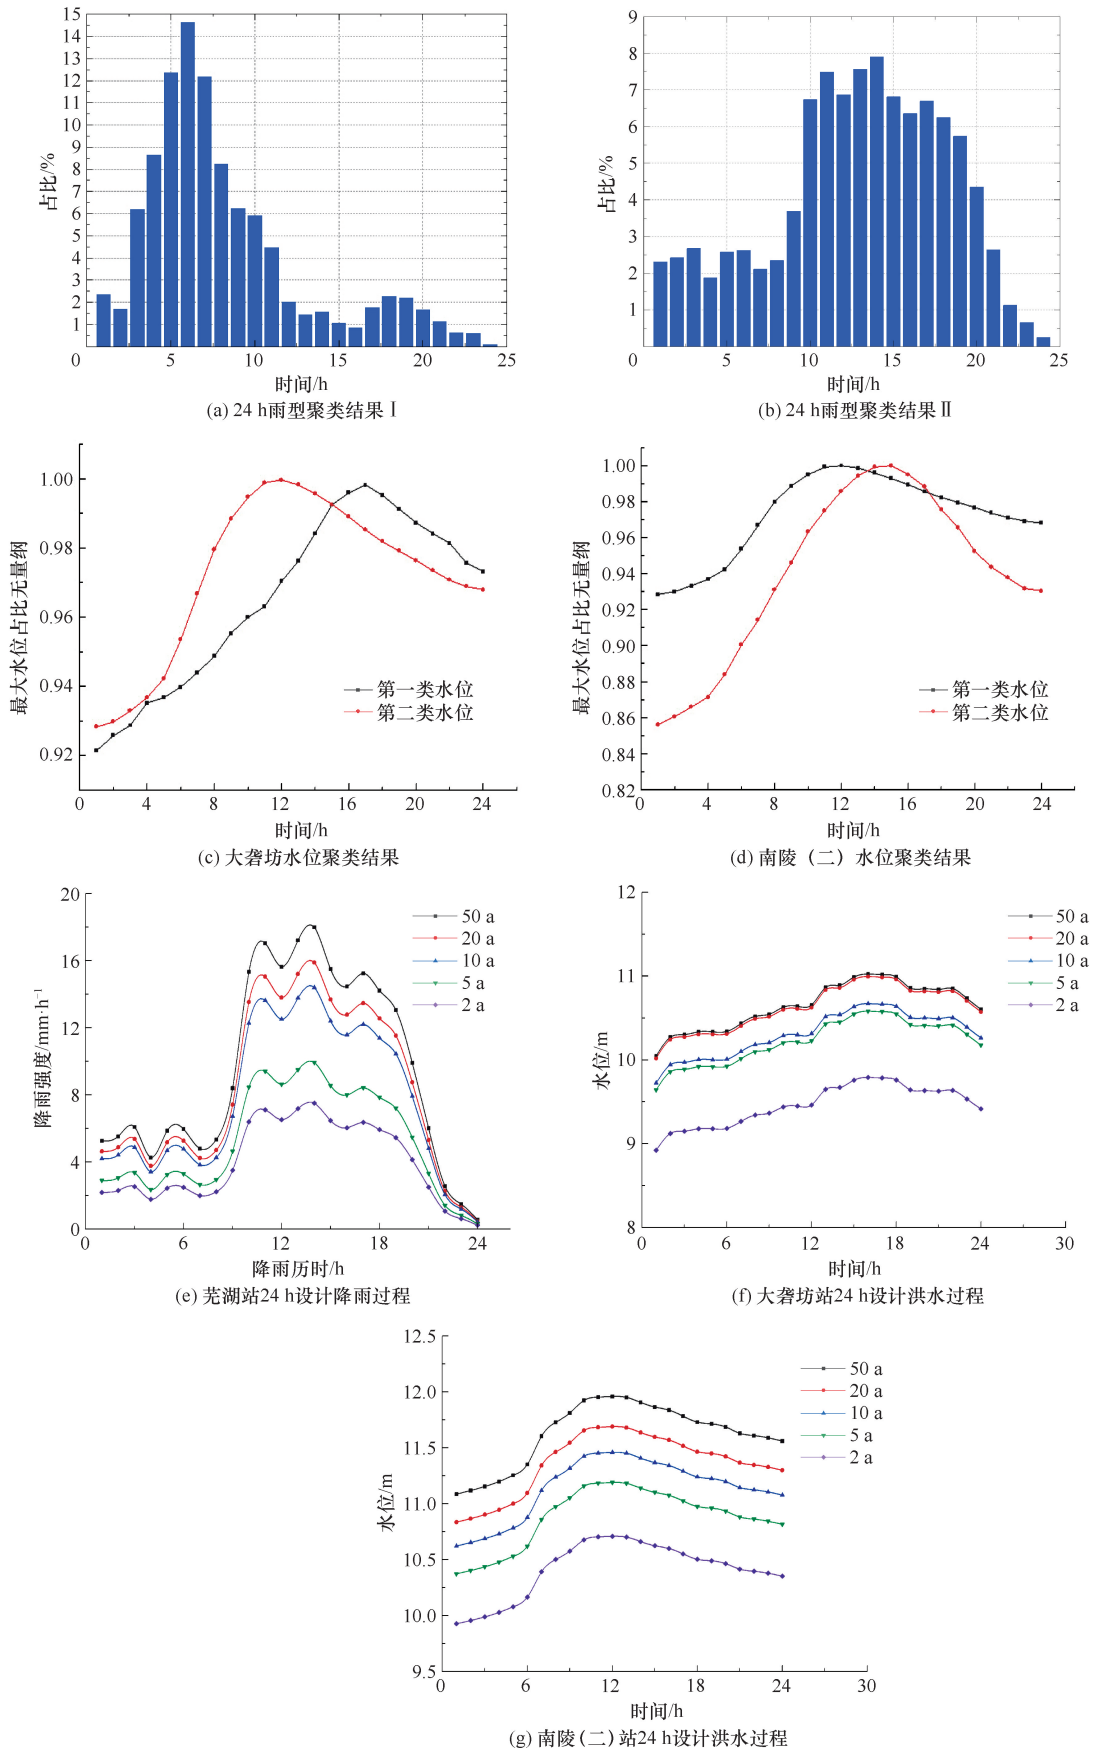 15
14
13
12
11
10
9
8
7
6
5
4
3
2
1
占比/%
0
5
10
15
20
25
时间/h
(a) 24 h雨型聚类结果Ⅰ
9
8
7
6
5
4
3
2
1
占比/%
0
5
10
15
20
25
时间/h
(b) 24 h雨型聚类结果Ⅱ
1.00
0.98
0.96
0.94
0.92
最大水位占比无量纲
第一类水位
第二类水位
0
4
8
12
16
20
24
时间/h
(c) 大砻坊水位聚类结果
1.00
0.98
0.94
0.92
0.90
0.88
0.86
0.84
0.82
最大水位占比无量纲
第一类水位
第二类水位
0
4
8
12
16
20
24
时间/h
(d) 南陵（二）水位聚类结果
20
16
12
8
4
0
降雨强度/mm·h⁻¹
50 a
20 a
10 a
5 a
2 a
0
6
12
18
24
降雨历时/h
(e) 芜湖站24 h设计降雨过程
12
11
10
9
8
水位/m
50 a
20 a
10 a
5 a
2 a
0
6
12
18
24
30
时间/h
(f) 大砻坊站24 h设计洪水过程
12.5
12.0
11.5
11.0
10.5
10.0
9.5
水位/m
50 a
20 a
10 a
5 a
2 a
0
6
12
18
24
30
时间/h
(g) 南陵(二)站24 h设计洪水过程